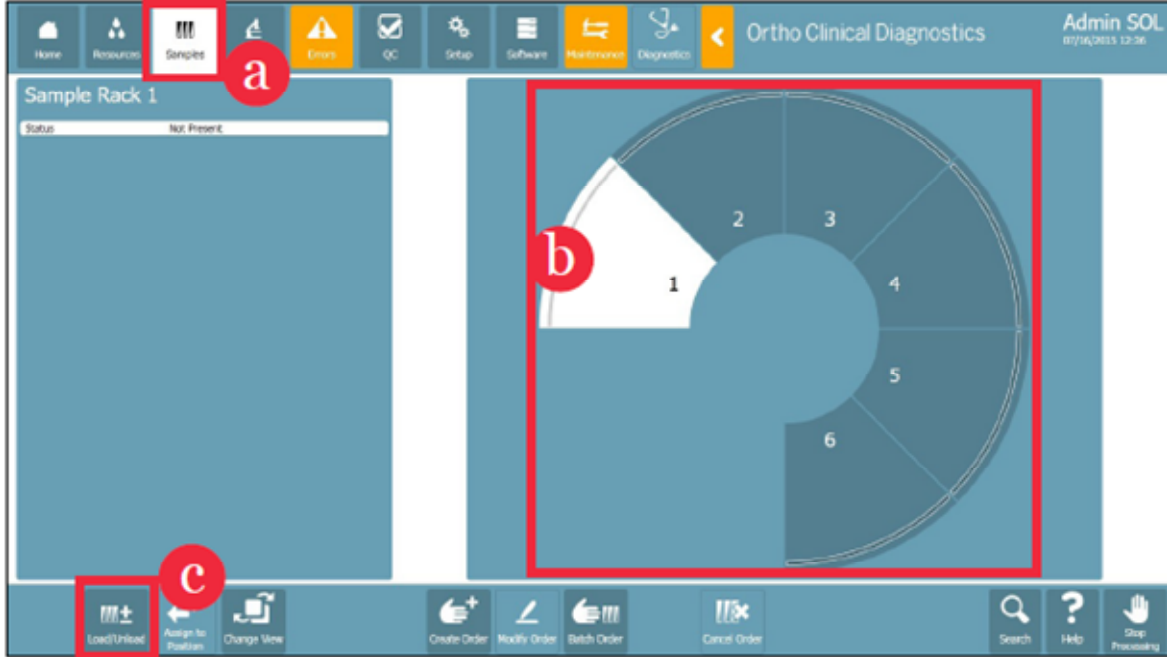 Home
Resources
Samples
Errors
QC
Setup
Software
Maintenance
Diagnostics
Ortho Clinical Diagnostics
Admin SOL
07/16/2015 12:36
a
Sample Rack 1
Status Not Present
b
1
2
3
4
5
6
c
Load/Unload
Assign to
Position
Change View
Create Order
Modify Order
Batch Order
Cancel Order
Search
Help
Stop
Processing